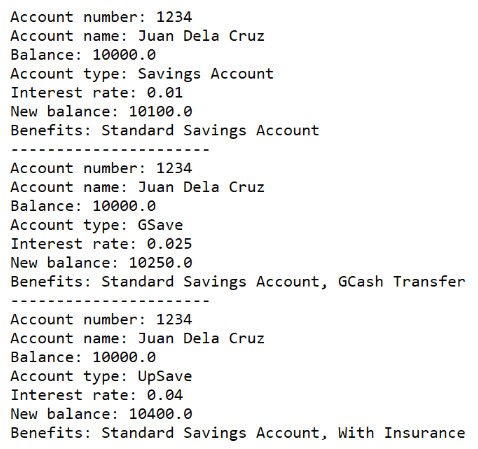 Account number: 1234
Account name: Juan Dela Cruz
Balance: 10000.0
Account type: Savings Account
Interest rate: 0.01
New balance: 10100.0
Benefits: Standard Savings Account
----------------------
Account number: 1234
Account name: Juan Dela Cruz
Balance: 10000.0
Account type: GSave
Interest rate: 0.025
New balance: 10250.0
Benefits: Standard Savings Account, GCash Transfer
----------------------
Account number: 1234
Account name: Juan Dela Cruz
Balance: 10000.0
Account type: UpSave
Interest rate: 0.04
New balance: 10400.0
Benefits: Standard Savings Account, With Insurance